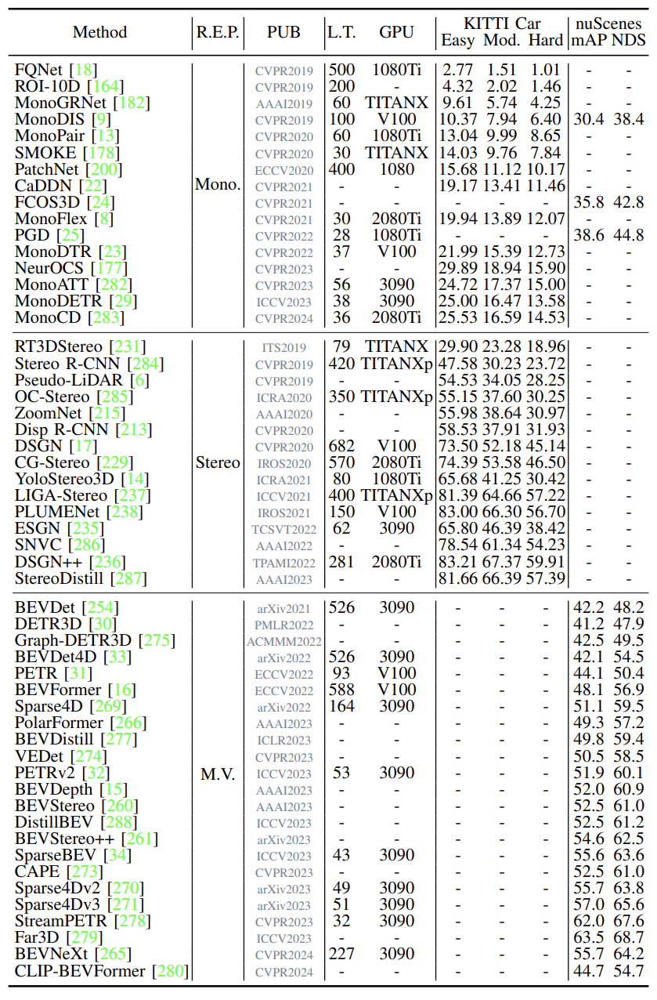 Method R.E.P. PUB L.T. GPU KITTI Car nuScenes
Easy Mod. Hard mAP NDS
FQNet [18] CVPR2019 500 1080Ti 2.77 1.51 1.01 - -
ROI-10D [164] CVPR2019 200 - 4.32 2.02 1.46 - -
MonoGRNet [182] AAAI2019 60 TITANX 9.61 5.74 4.25 - -
MonoDIS [9] CVPR2019 100 V100 10.37 7.94 6.40 30.4 38.4
MonoPair [13] CVPR2020 60 1080Ti 13.04 9.99 8.65 - -
SMOKE [178] CVPR2020 30 TITANX 14.03 9.76 7.84 - -
PatchNet [200] ECCV2020 400 1080 15.68 11.12 10.17 - -
CaDDN [22] Mono. CVPR2021 - - 19.17 13.41 11.46 - -
FCOS3D [24] CVPR2021 - - - - - 35.8 42.8
MonoFlex [8] CVPR2021 30 2080Ti 19.94 13.89 12.07 - -
PGD [25] CVPR2022 28 1080Ti - - - 38.6 44.8
MonoDTR [23] CVPR2022 37 V100 21.99 15.39 12.73 - -
NeurOCS [177] CVPR2023 - - 29.89 18.94 15.90 - -
MonoATT [282] CVPR2023 56 3090 24.72 17.37 15.00 - -
MonoDETR [29] ICCV2023 38 3090 25.00 16.47 13.58 - -
MonoCD [283] CVPR2024 36 2080Ti 25.53 16.59 14.53 - -
RT3DStereo [231] ITS2019 79 TITANX 29.90 23.28 18.96 - -
Stereo R-CNN [284] CVPR2019 420 TITANXp 47.58 30.23 23.72 - -
Pseudo-LiDAR [6] CVPR2019 - - 54.53 34.05 28.25 - -
OC-Stereo [285] ICRA2020 350 TITANXp 55.15 37.60 30.25 - -
ZoomNet [215] AAAI2020 - - 55.98 38.64 30.97 - -
Disp R-CNN [213] CVPR2020 - - 58.53 37.91 31.93 - -
DSGN [17] CVPR2020 682 V100 73.50 52.18 45.14 - -
CG-Stereo [229] Stereo IROS2020 570 2080Ti 74.39 53.58 46.50 - -
YoloStereo3D [14] ICRA2021 80 1080Ti 65.68 41.25 30.42 - -
LIGA-Stereo [237] ICCV2021 400 TITANXp 81.39 64.66 57.22 - -
PLUMENet [238] IROS2021 150 V100 83.00 66.30 56.70 - -
ESGN [235] TCSVT2022 62 3090 65.80 46.39 38.42 - -
SNVC [286] AAAI2022 - - 78.54 61.34 54.23 - -
DSGN++ [236] TPAMI2022 281 2080Ti 83.21 67.37 59.91 - -
StereoDistill [287] AAAI2023 - - 81.66 66.39 57.39 - -
BEVDet [254] arXiv2021 526 3090 - - - 42.2 48.2
DETR3D [30] PMLR2022 - - - - - 41.2 47.9
Graph-DETR3D [275] ACMMM2022 - - - - - 42.5 49.5
BEVDet4D [33] arXiv2022 526 3090 - - - 42.1 54.5
PETR [31] ECCV2022 93 V100 - - - 44.1 50.4
BEVFormer [16] ECCV2022 588 V100 - - - 48.1 56.9
Sparse4D [269] arXiv2022 164 3090 - - - 51.1 59.5
PolarFormer [266] AAAI2023 - - - - - 49.3 57.2
BEVDistill [277] ICLR2023 - - - - - 49.8 59.4
VEDet [274] CVPR2023 - - - - - 50.5 58.5
PETRv2 [32] M.V. ICCV2023 53 3090 - - - 51.9 60.1
BEVDepth [15] AAAI2023 - - - - - 52.0 60.9
BEVStereo [260] AAAI2023 - - - - - 52.5 61.0
DistillBEV [288] ICCV2023 - - - - - 52.5 61.2
BEVStereo++ [261] arXiv2023 - - - - - 54.6 62.5
SparseBEV [34] ICCV2023 43 3090 - - - 55.6 63.6
CAPE [273] CVPR2023 - - - - - 52.5 61.0
Sparse4Dv2 [270] arXiv2023 49 3090 - - - 55.7 63.8
Sparse4Dv3 [271] arXiv2023 51 3090 - - - 57.0 65.6
StreamPETR [278] CVPR2023 32 3090 - - - 62.0 67.6
Far3D [279] ICCV2023 - - - - - 63.5 68.7
BEVNeXt [265] CVPR2024 227 3090 - - - 55.7 64.2
CLIP-BEVFormer [280] CVPR2024 - - - - - 44.7 54.7